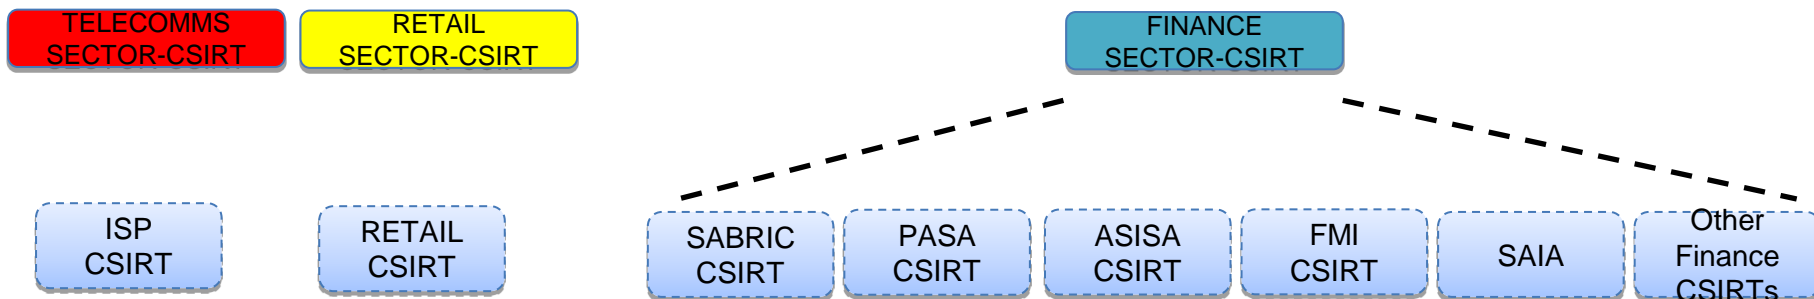 TELECOMMS
SECTOR-CSIRT
RETAIL
SECTOR-CSIRT
FINANCE
SECTOR-CSIRT
ISP
CSIRT
RETAIL
CSIRT
SABRIC
CSIRT
PASA
CSIRT
ASISA
CSIRT
FMI
CSIRT
SAIA
Other
Finance
CSIRTs